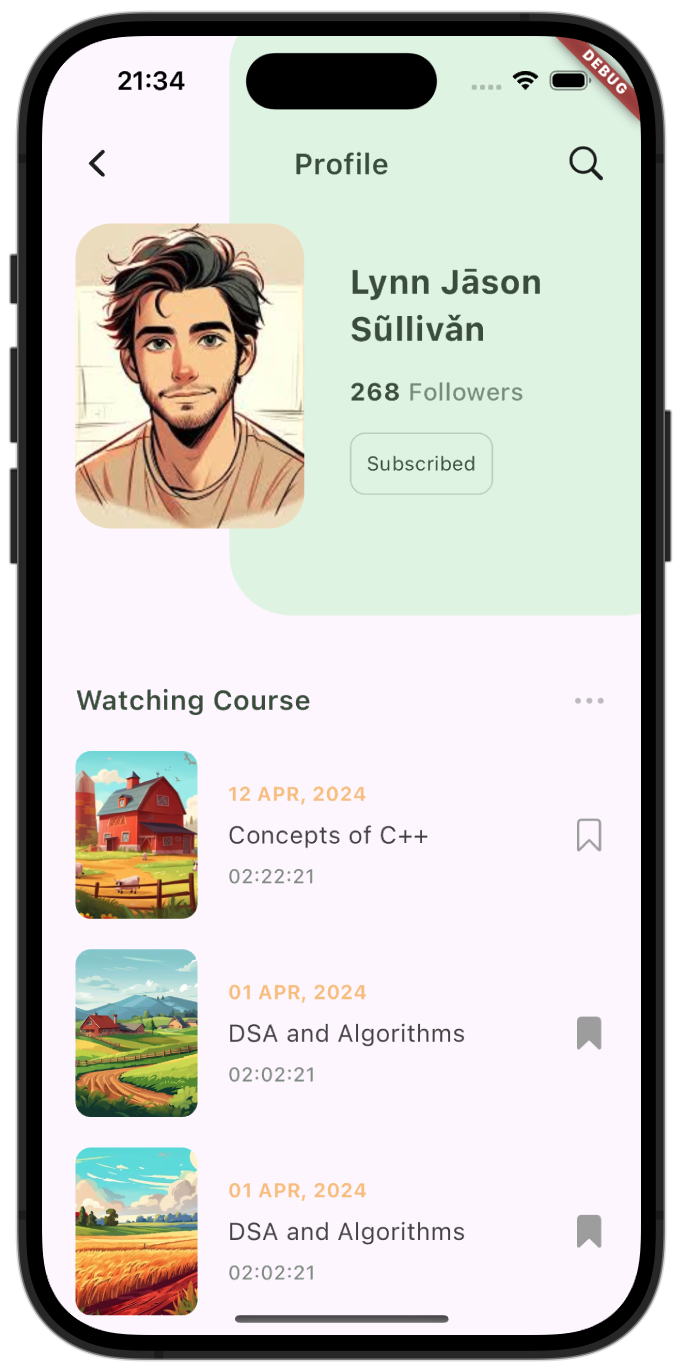 21:34
DEBUG
Profile
Lynn Jāson
Sũllivăn
268 Followers
Subscribed
Watching Course
12 APR, 2024
Concepts of C++
02:22:21
01 APR, 2024
DSA and Algorithms
02:02:21
01 APR, 2024
DSA and Algorithms
02:02:21